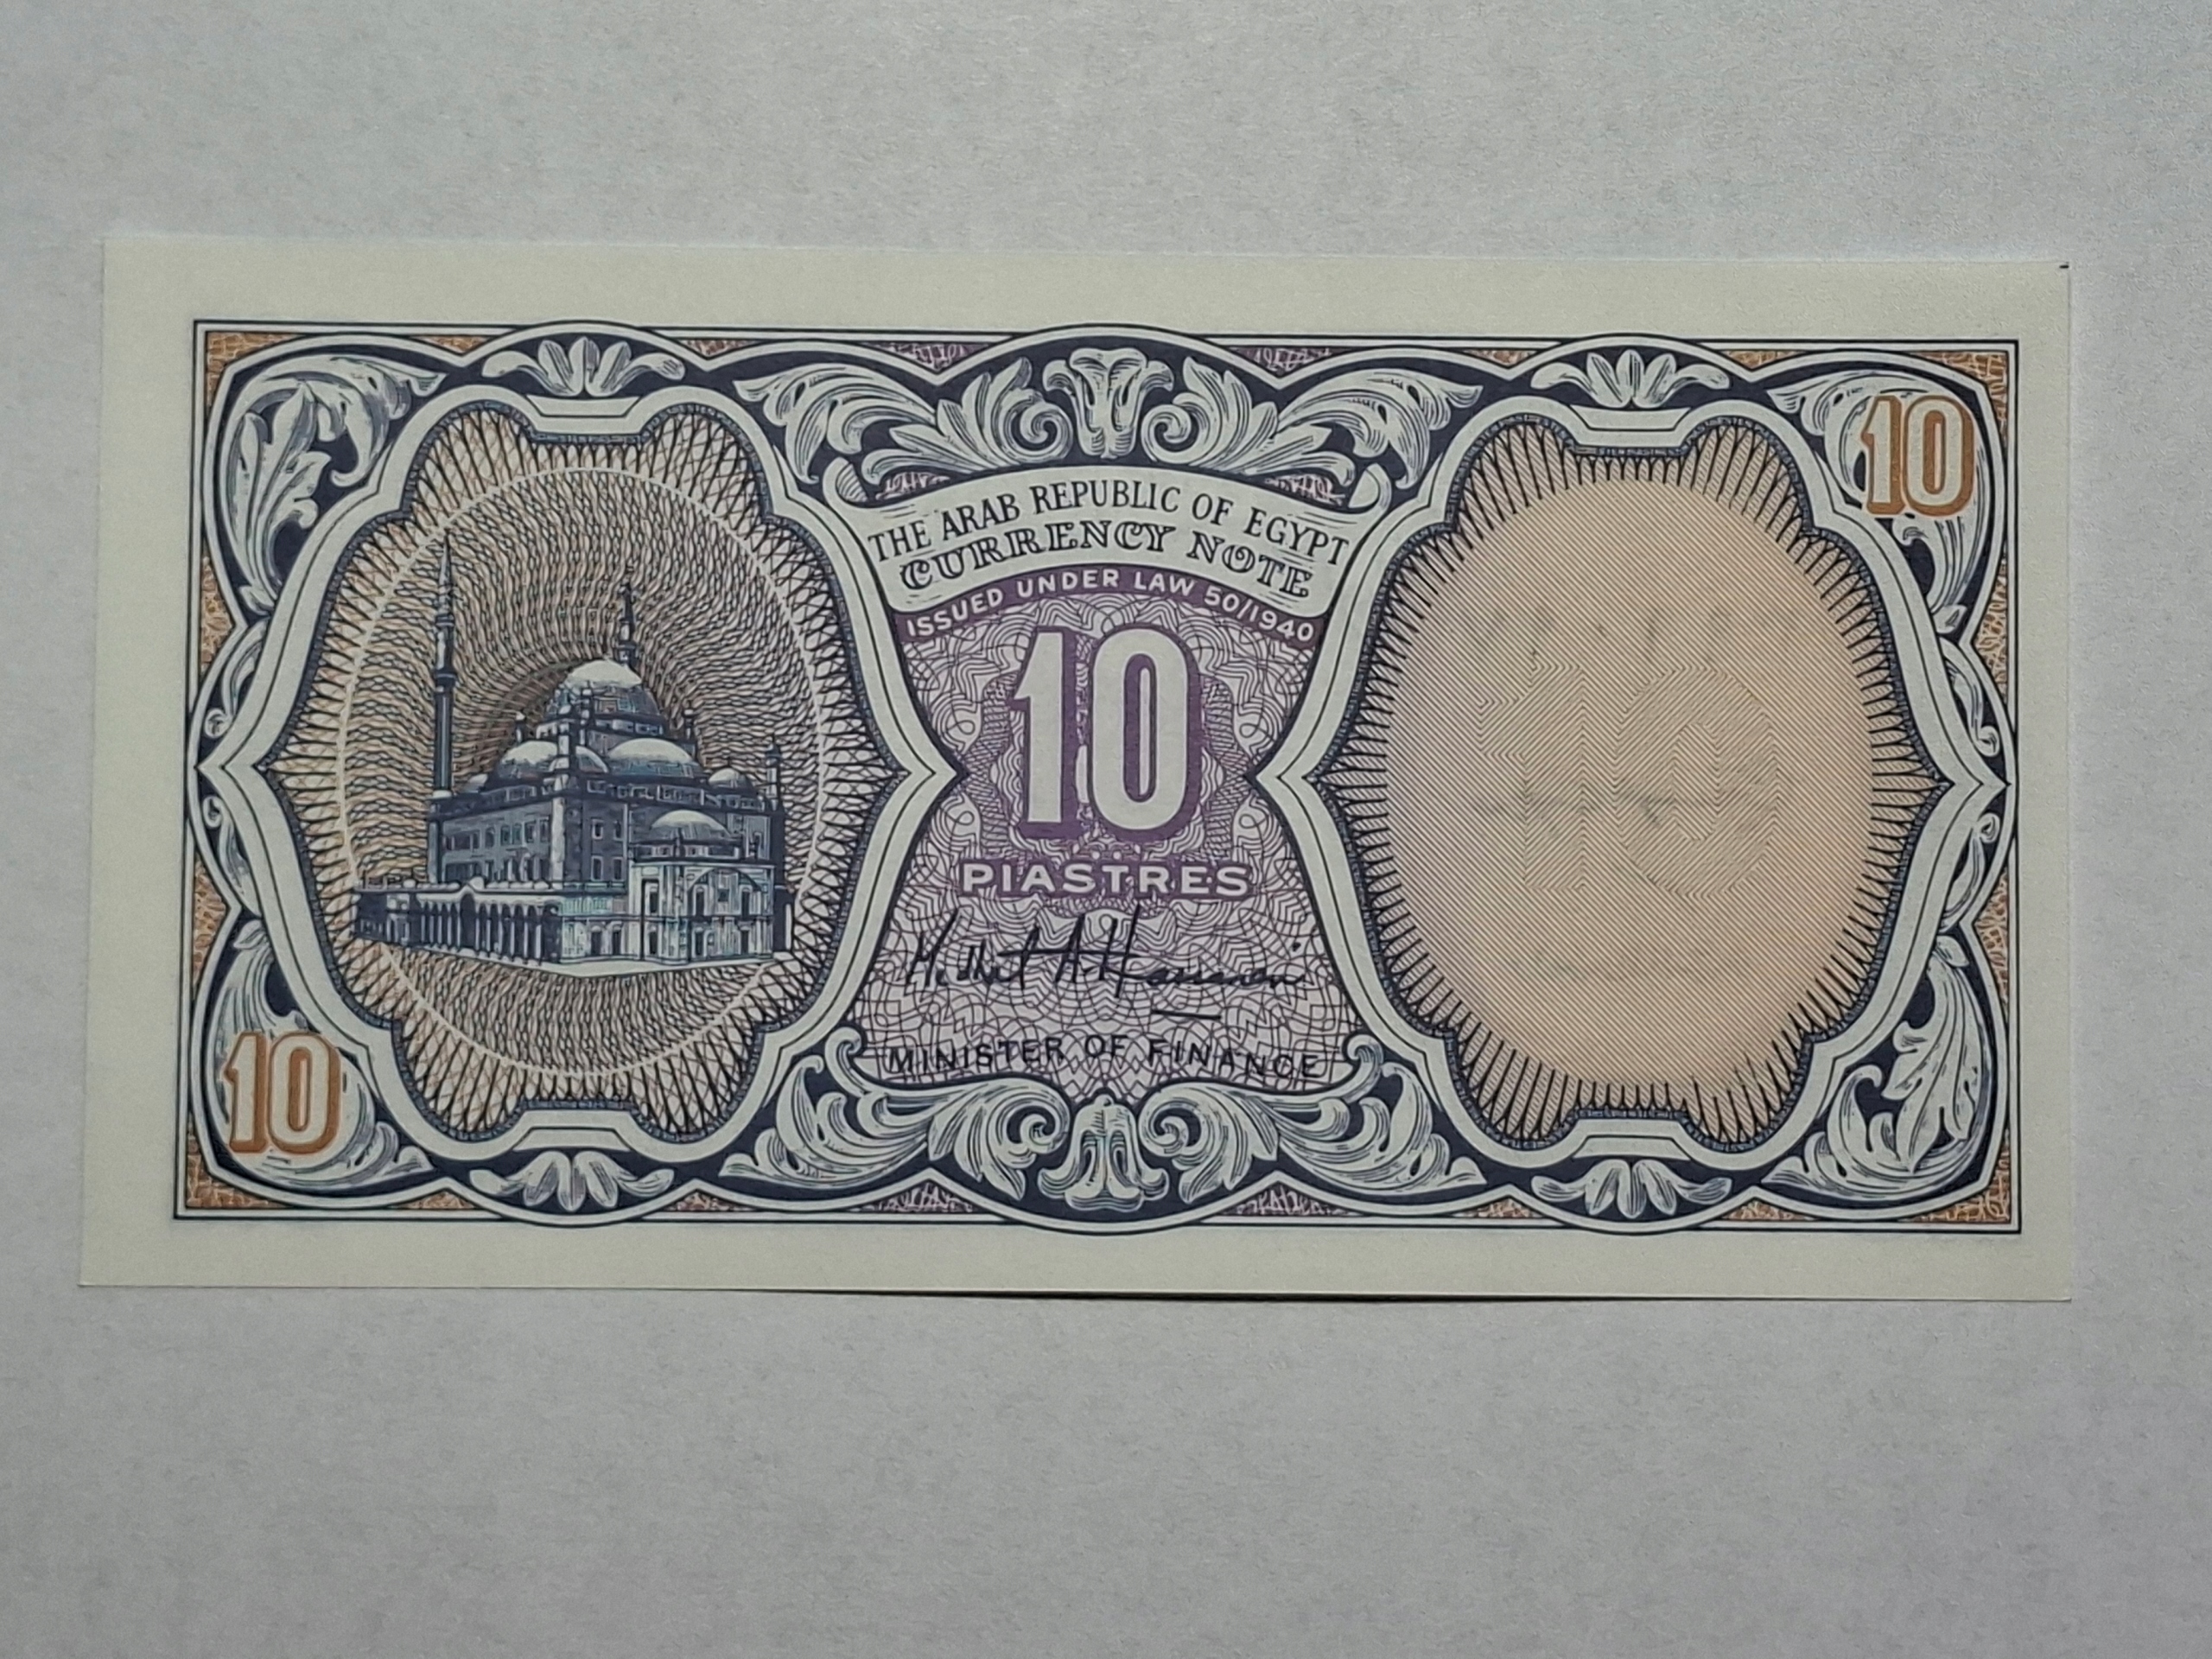 10
THE ARAB REPUBLIC OF EGYPT
CURRENCY NOTE
ISSUED UNDER LAW 50/1940
10
PIASTRES
MINISTER OF FINANCE
10
10